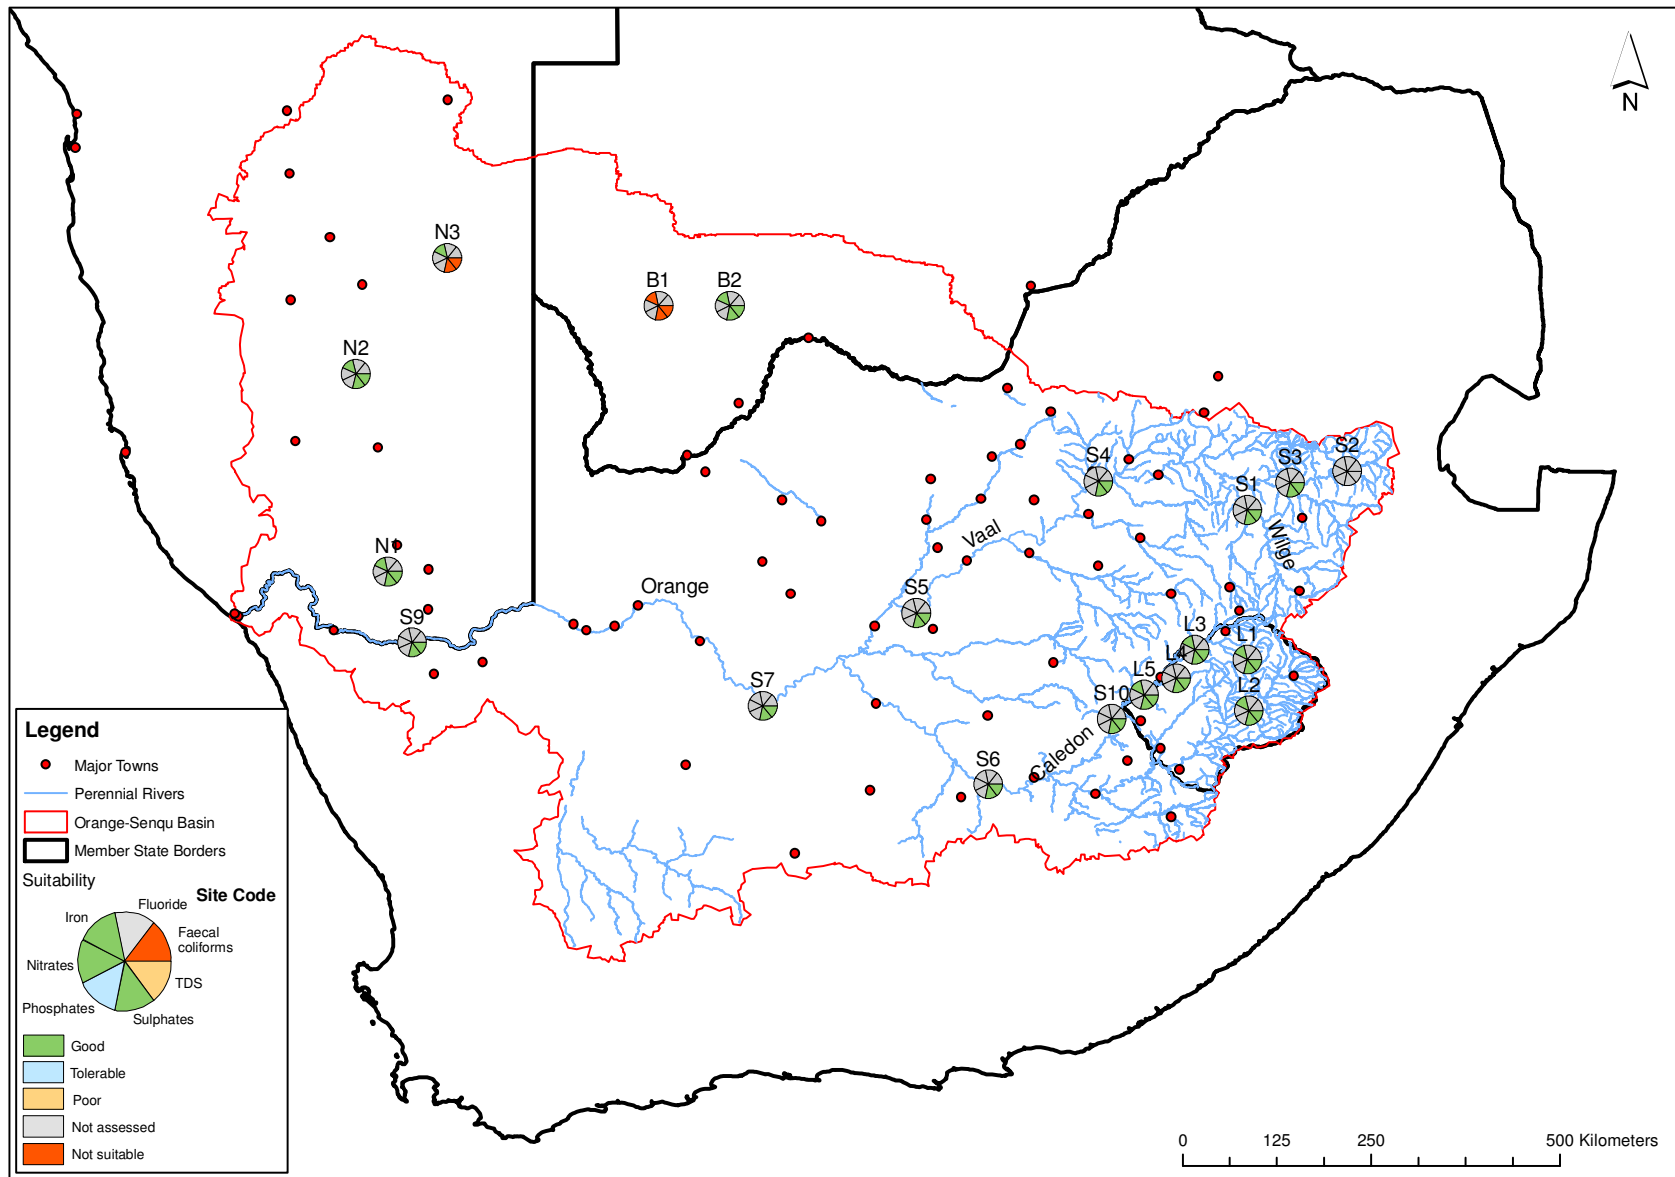 N
N3
B1
B2
N2
S4
S3
S2
S1
Wilge
Vaal
N1
Orange
S5
S9
L3
L1
L4
L5
L2
S7
S10
Caledon
S6
Legend
Major Towns
Perennial Rivers
Orange-Senqu Basin
Member State Borders
Suitability
Site Code
Fluoride
Iron
Faecal
coliforms
Nitrates
TDS
Phosphates
Sulphates
Good
Tolerable
Poor
Not assessed
Not suitable
0 125 250 500 Kilometers